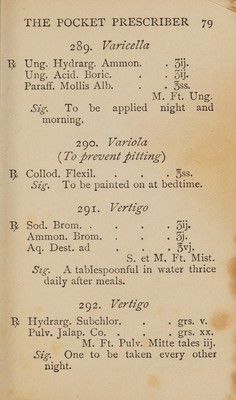 THE POCKET PRESCRIBER 79
289. Varicella
℞ Ung. Hydrarg. Ammon. . ʒij.
Ung. Acid. Boric. . . ʒij.
Paraff. Mollis Alb. . ℥ss.
M. Ft. Ung.
Sig. To be applied night and
morning.
290. Variola
(To prevent pitting)
℞ Collod. Flexil. . . . ℥ss.
Sig. To be painted on at bedtime.
291. Vertigo
℞ Sod. Brom. . . . . ʒij.
Ammon. Brom. . . . ʒj.
Aq. Dest. ad . . . ℥vj.
S. et M. Ft. Mist.
Sig. A tablespoonful in water thrice
daily after meals.
292. Vertigo
℞ Hydrarg. Subchlor. . . grs. v.
Pulv. Jalap. Co. . . . grs. xx.
M. Ft. Pulv. Mitte tales iij.
Sig. One to be taken every other
night.